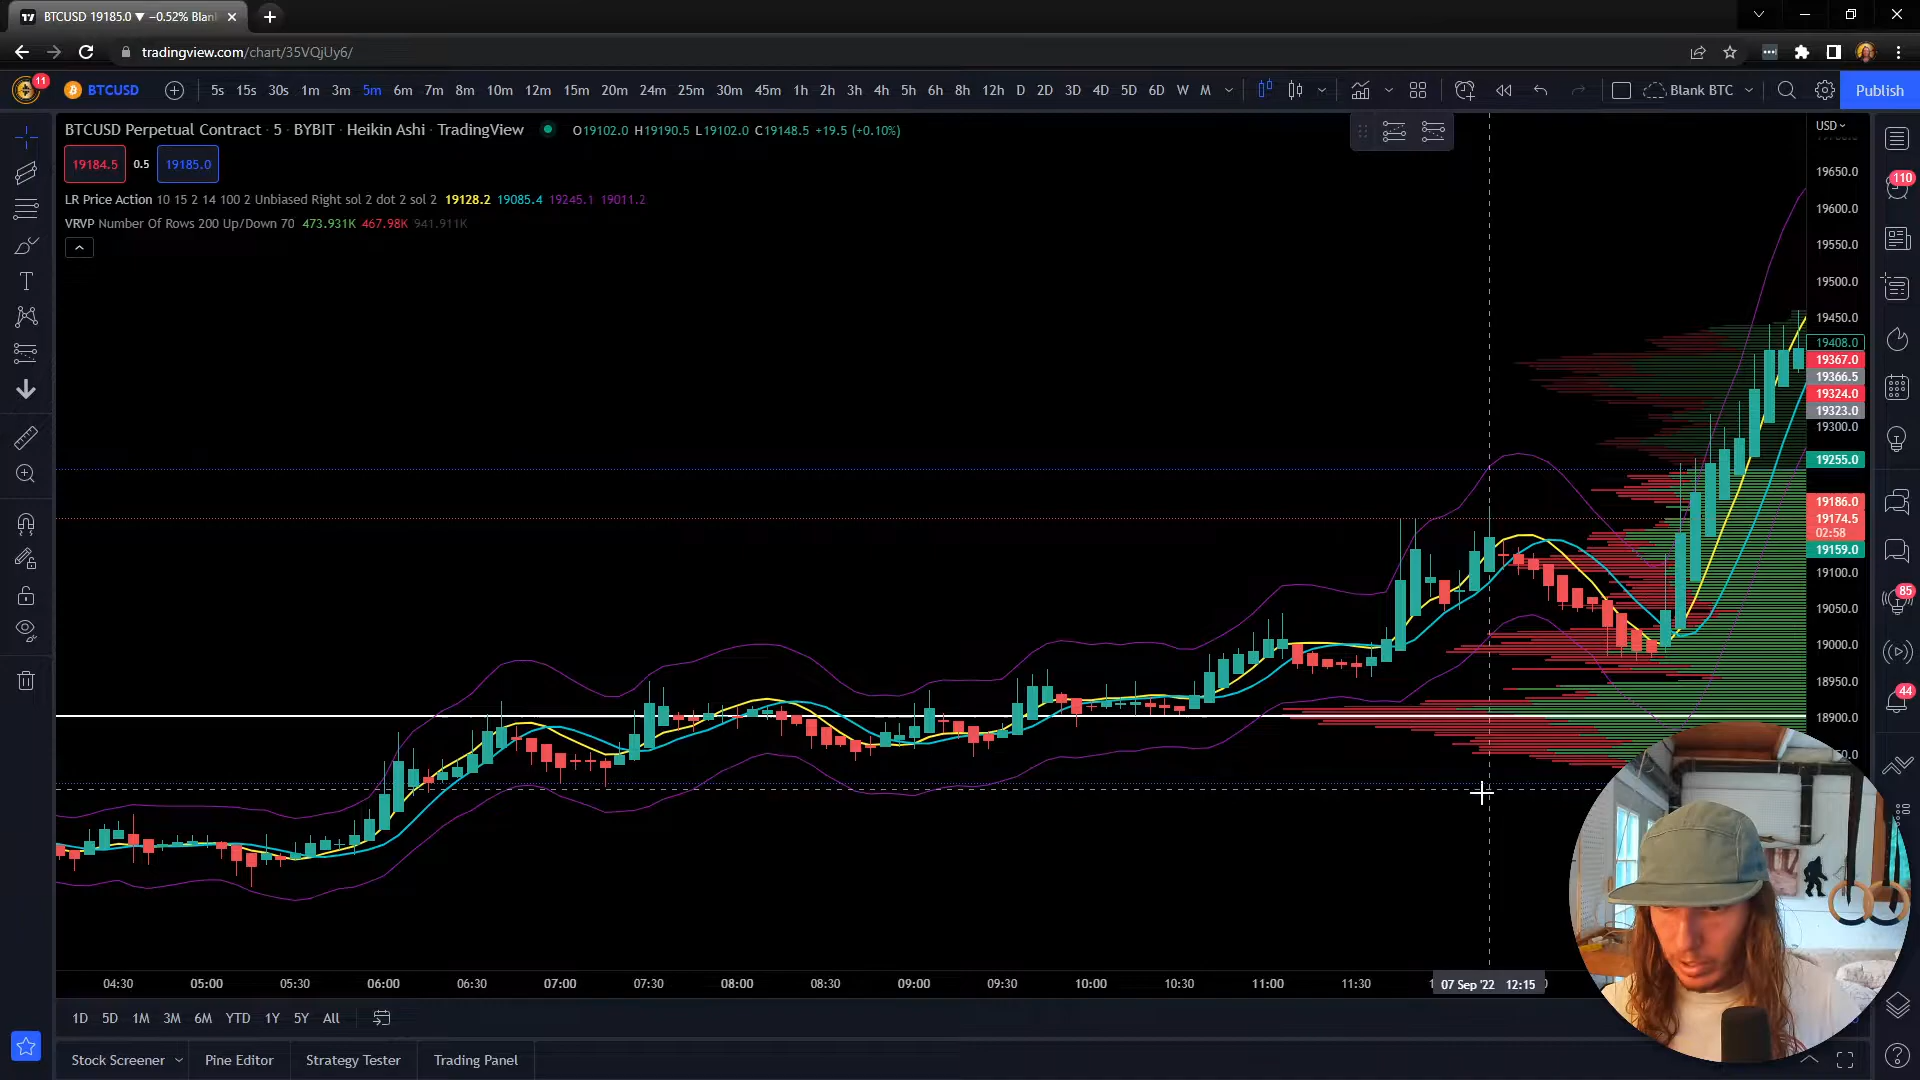 BTCUSD 19185.0 ▼ −0.52% Blan
tradingview.com/chart/35VQjUy6/
11
BTCUSD 5s 15s 30s 1m 3m 5m 6m 7m 8m 10m 12m 15m 20m 24m 25m 30m 45m 1h 2h 3h 4h 5h 6h 8h 12h D 2D 3D 4D 5D 6D W M Blank BTC Publish
BTCUSD Perpetual Contract · 5 · BYBIT · Heikin Ashi · TradingView O19102.0 H19190.5 L19102.0 C19148.5 +19.5 (+0.10%)
USD
19184.5 0.5 19185.0
LR Price Action 10 15 2 14 100 2 Unbiased Right sol 2 dot 2 sol 2 19128.2 19085.4 19245.1 19011.2
VRVP Number Of Rows 200 Up/Down 70 473.931K 467.98K 941.911K
19650.0
19600.0
19550.0
19500.0
19450.0
19408.0
19367.0
19366.5
19324.0
19323.0
19300.0
19255.0
19186.0
19174.5
02:58
19159.0
19100.0
19050.0
19000.0
18950.0
18900.0
110
85
44
04:30 05:00 05:30 06:00 06:30 07:00 07:30 08:00 08:30 09:00 09:30 10:00 10:30 11:00 11:30 07 Sep '22 12:15
1D 5D 1M 3M 6M YTD 1Y 5Y All
Stock Screener Pine Editor Strategy Tester Trading Panel